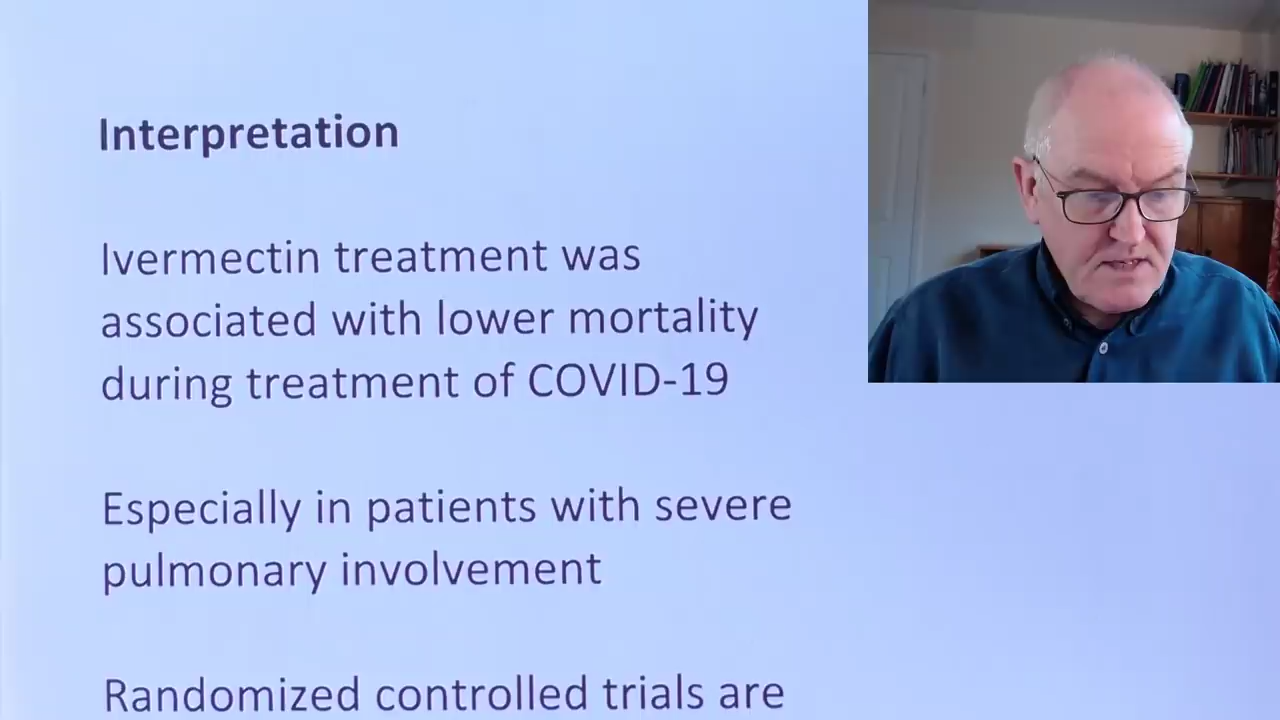 Interpretation
Ivermectin treatment was
associated with lower mortality
during treatment of COVID-19
Especially in patients with severe
pulmonary involvement
Randomized controlled trials are